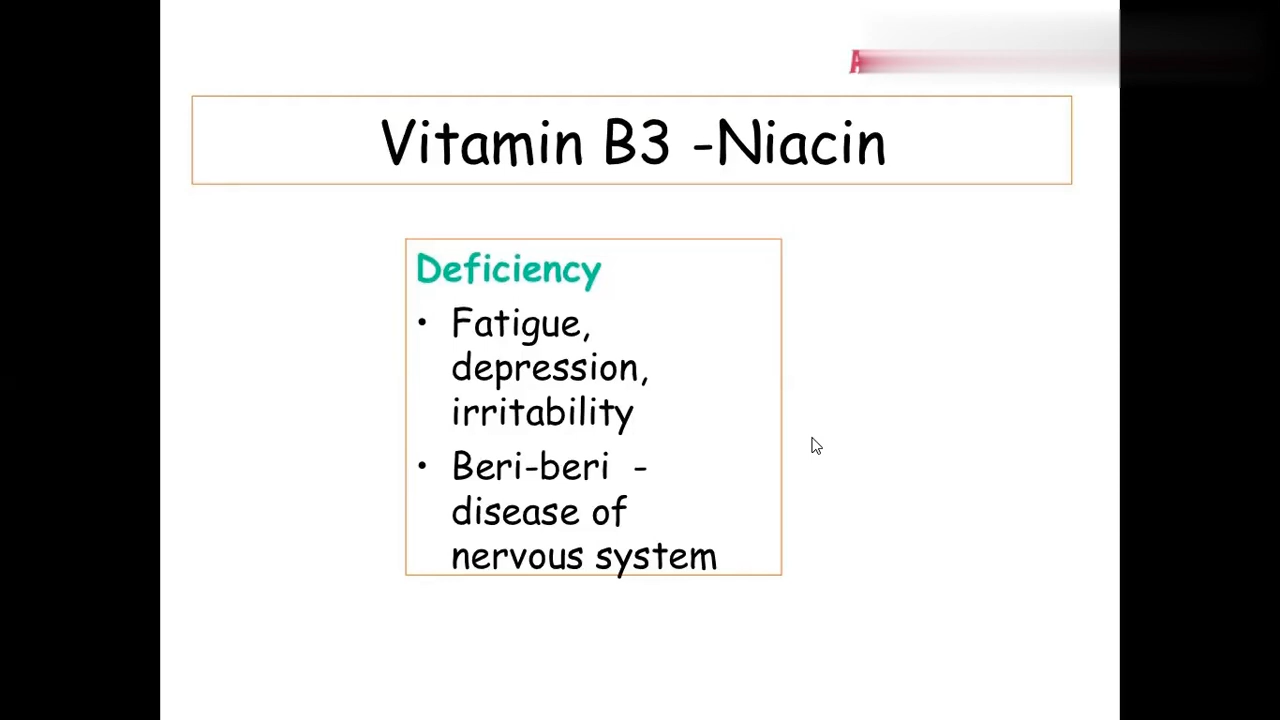 Vitamin B3 -Niacin
Deficiency
• Fatigue,
depression,
irritability
• Beri-beri -
disease of
nervous system